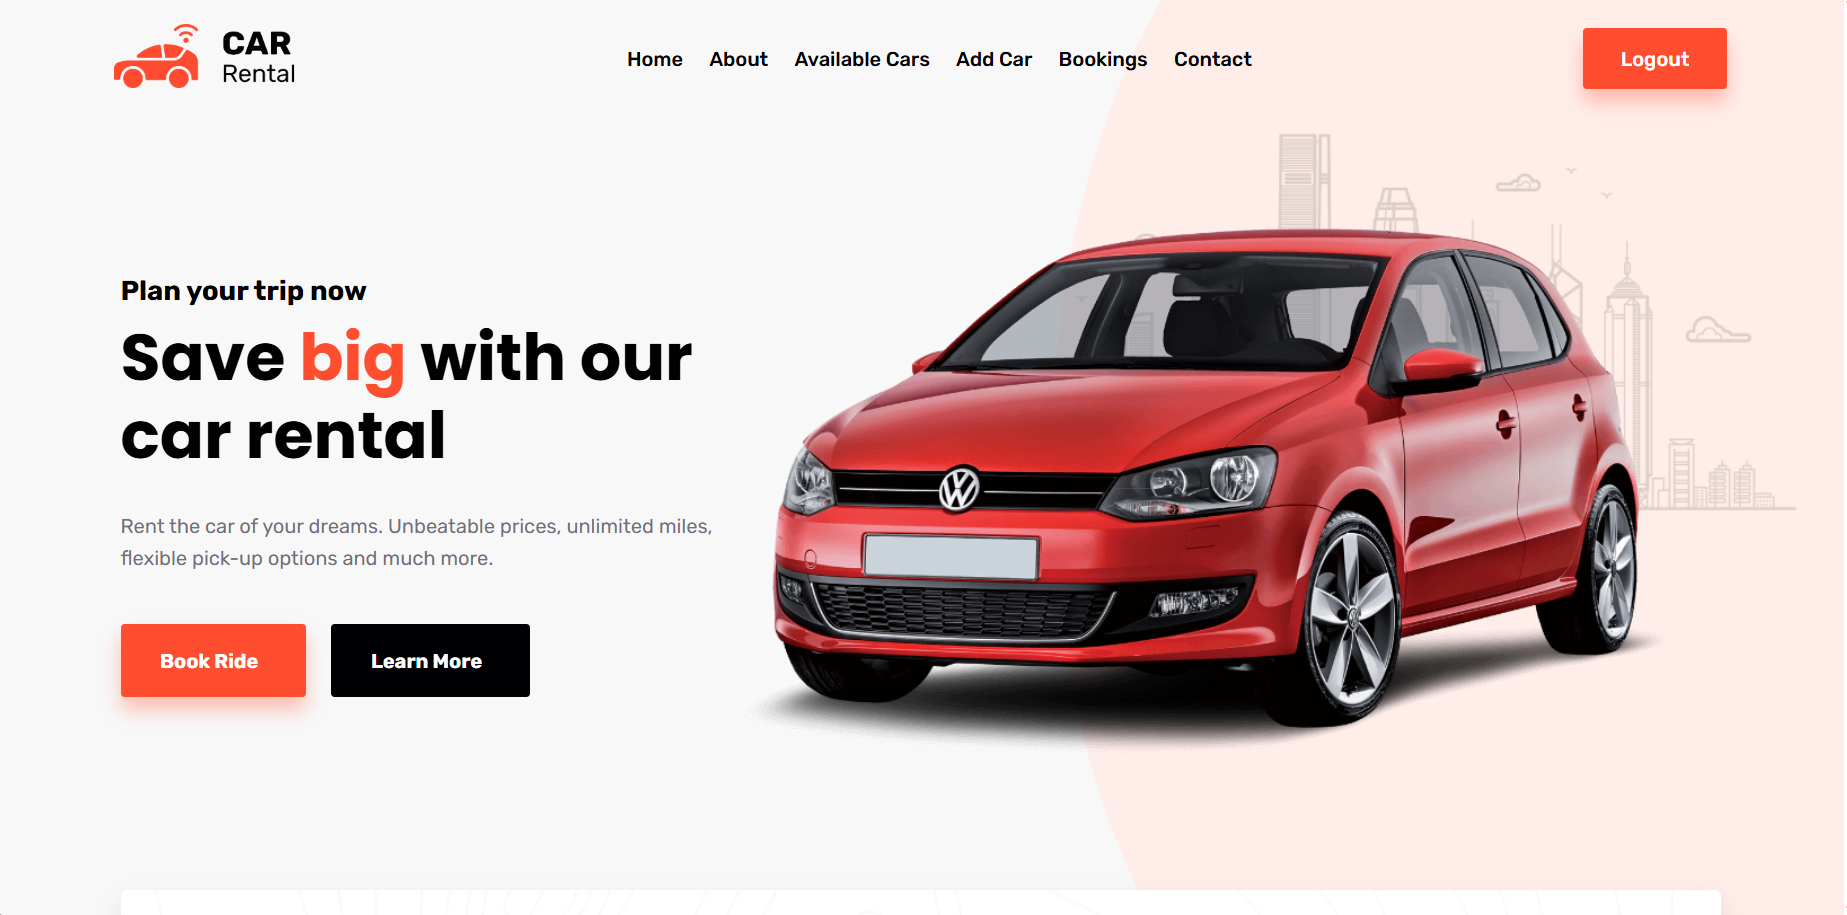 CAR
Rental
Home About Available Cars Add Car Bookings Contact
Logout
Plan your trip now
Save big with our
car rental
Rent the car of your dreams. Unbeatable prices, unlimited miles,
flexible pick-up options and much more.
Book Ride Learn More